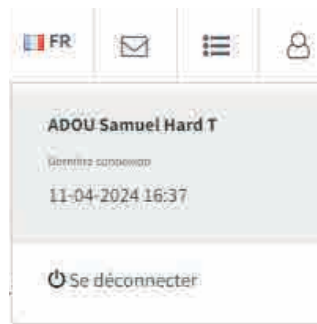 FR
ADOU Samuel Hard T
Dernière connexion
11-04-2024 16:37
Se déconnecter